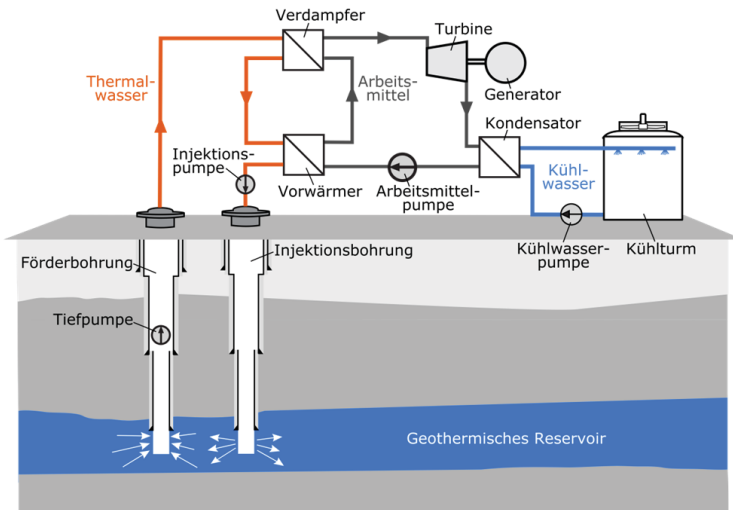 Verdampfer
Turbine
Thermal-
wasser
Arbeits-
mittel
Generator
Kondensator
Injektions-
pumpe
Vorwärmer
Arbeitsmittel-
pumpe
Kühl-
wasser
Förderbohrung
Injektionsbohrung
Kühlwasser-
pumpe
Kühlturm
Tiefpumpe
Geothermisches Reservoir